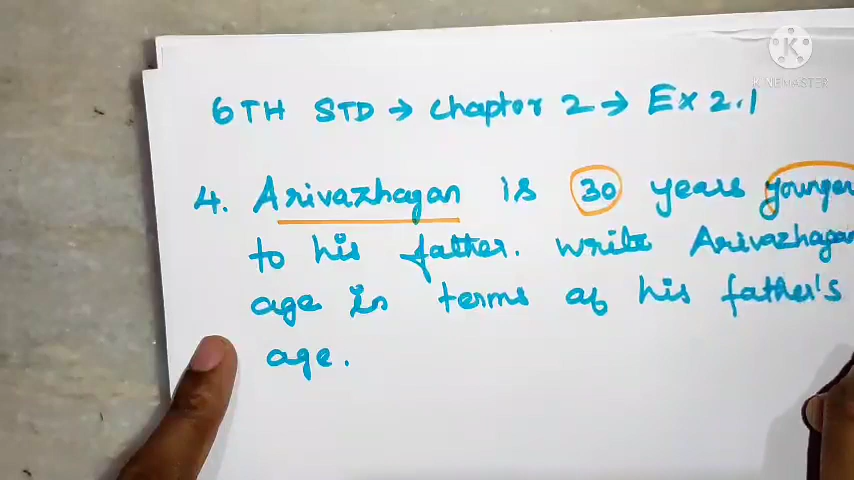 KINEMASTER
6TH STD → Chapter 2 → Ex 2.1
4. Arivazhagan is 30 years younger
to his father. Write Arivazhagan
age in terms of his father's
age.